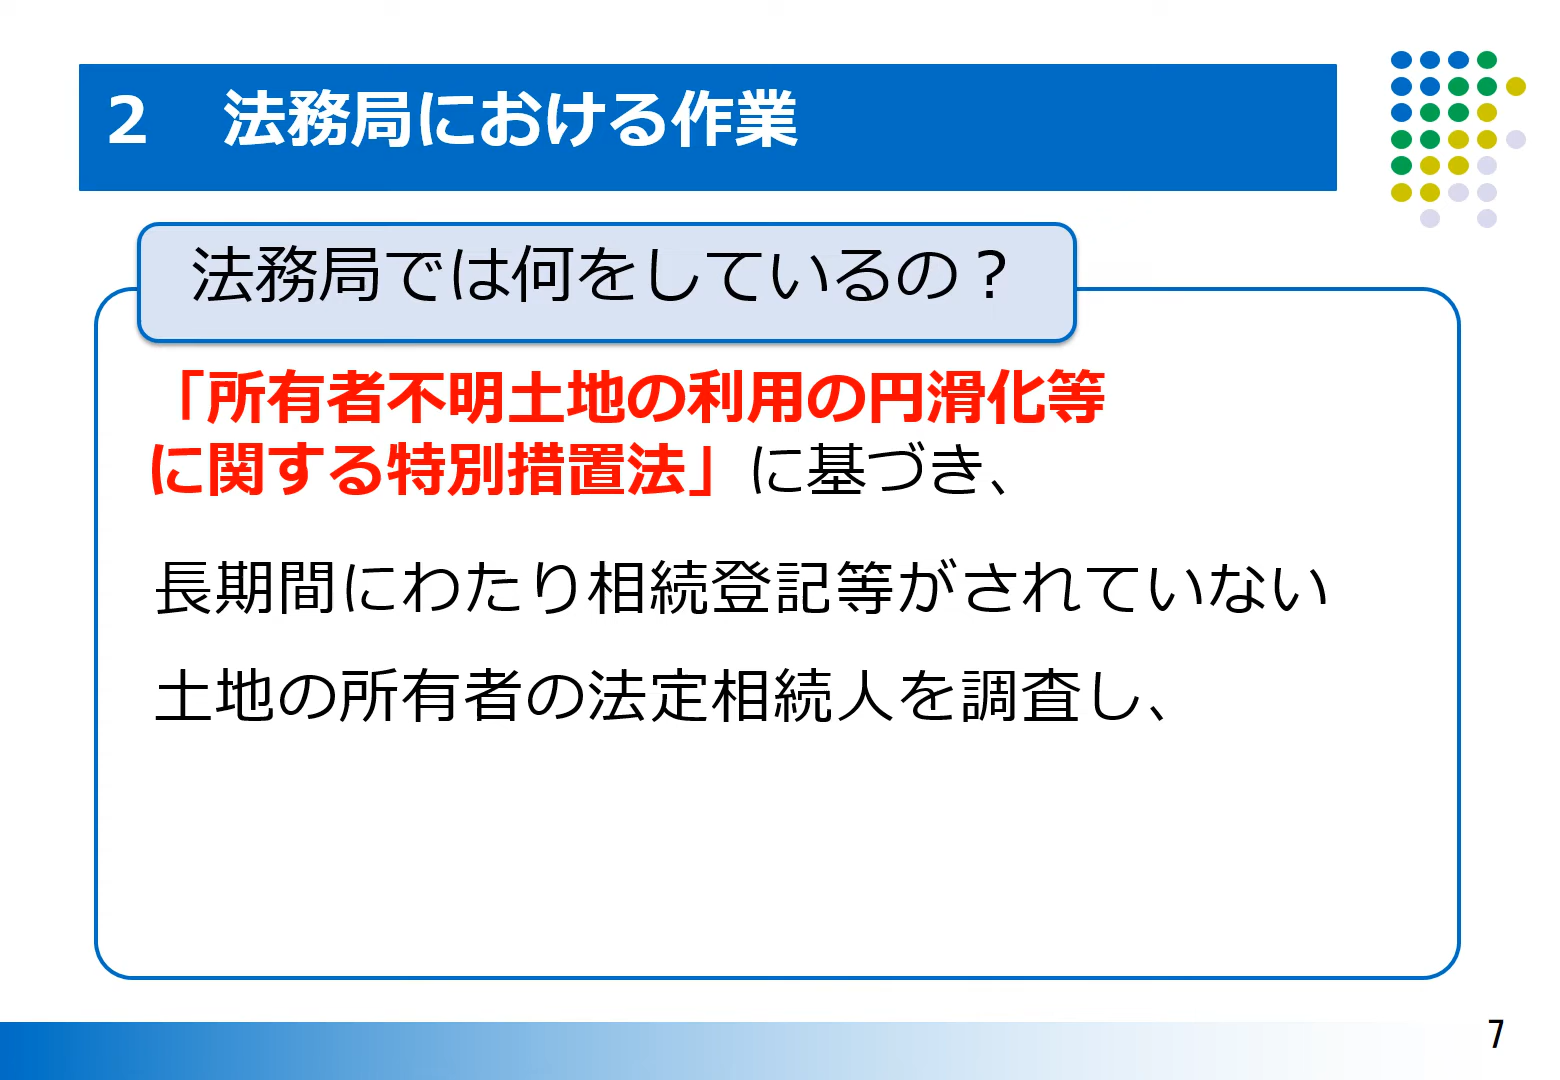 2　法務局における作業
法務局では何をしているの？
「所有者不明土地の利用の円滑化等
に関する特別措置法」に基づき、
長期間にわたり相続登記等がされていない
土地の所有者の法定相続人を調査し、
7